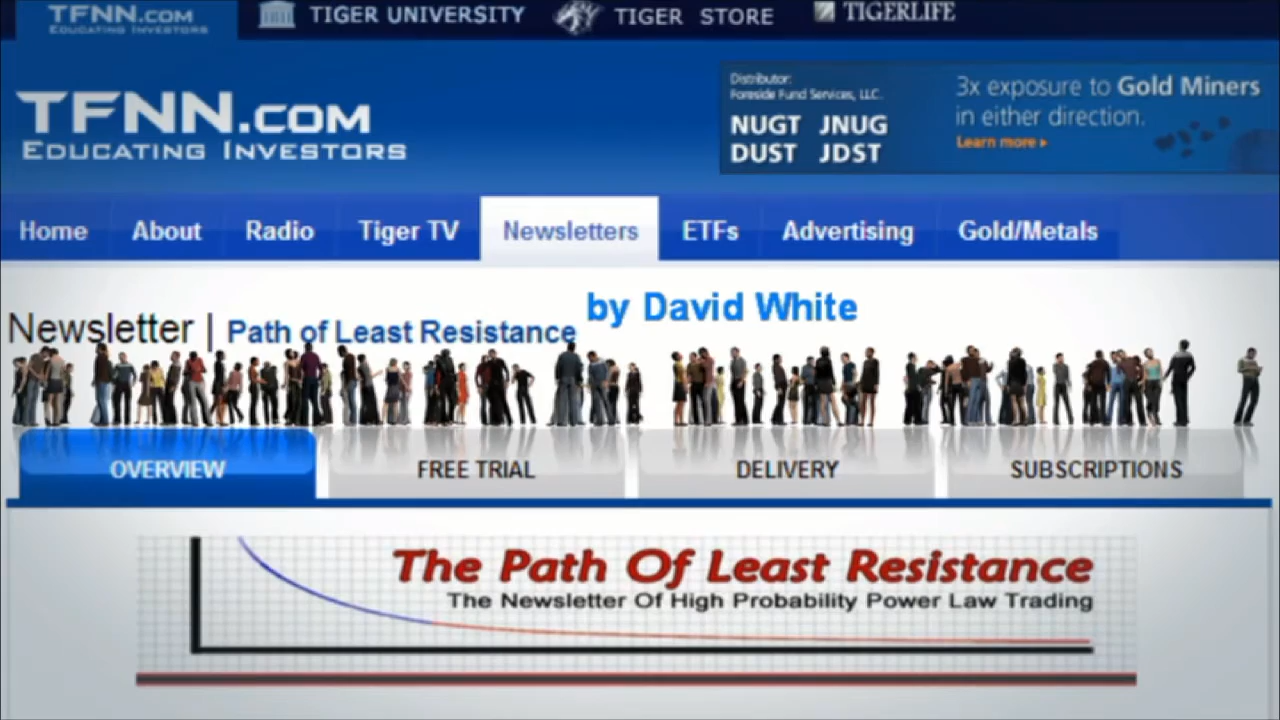 TFNN.COM
EDUCATING INVESTORS
TIGER UNIVERSITY
TIGER STORE
TIGERLIFE
TFNN.COM
EDUCATING INVESTORS
Distributor:
Foreside Fund Services, LLC.
NUGT JNUG
DUST JDST
3x exposure to Gold Miners
in either direction.
Learn more
Home About Radio Tiger TV Newsletters ETFs Advertising Gold/Metals
by David White
Newsletter | Path of Least Resistance
OVERVIEW FREE TRIAL DELIVERY SUBSCRIPTIONS
The Path Of Least Resistance
The Newsletter Of High Probability Power Law Trading